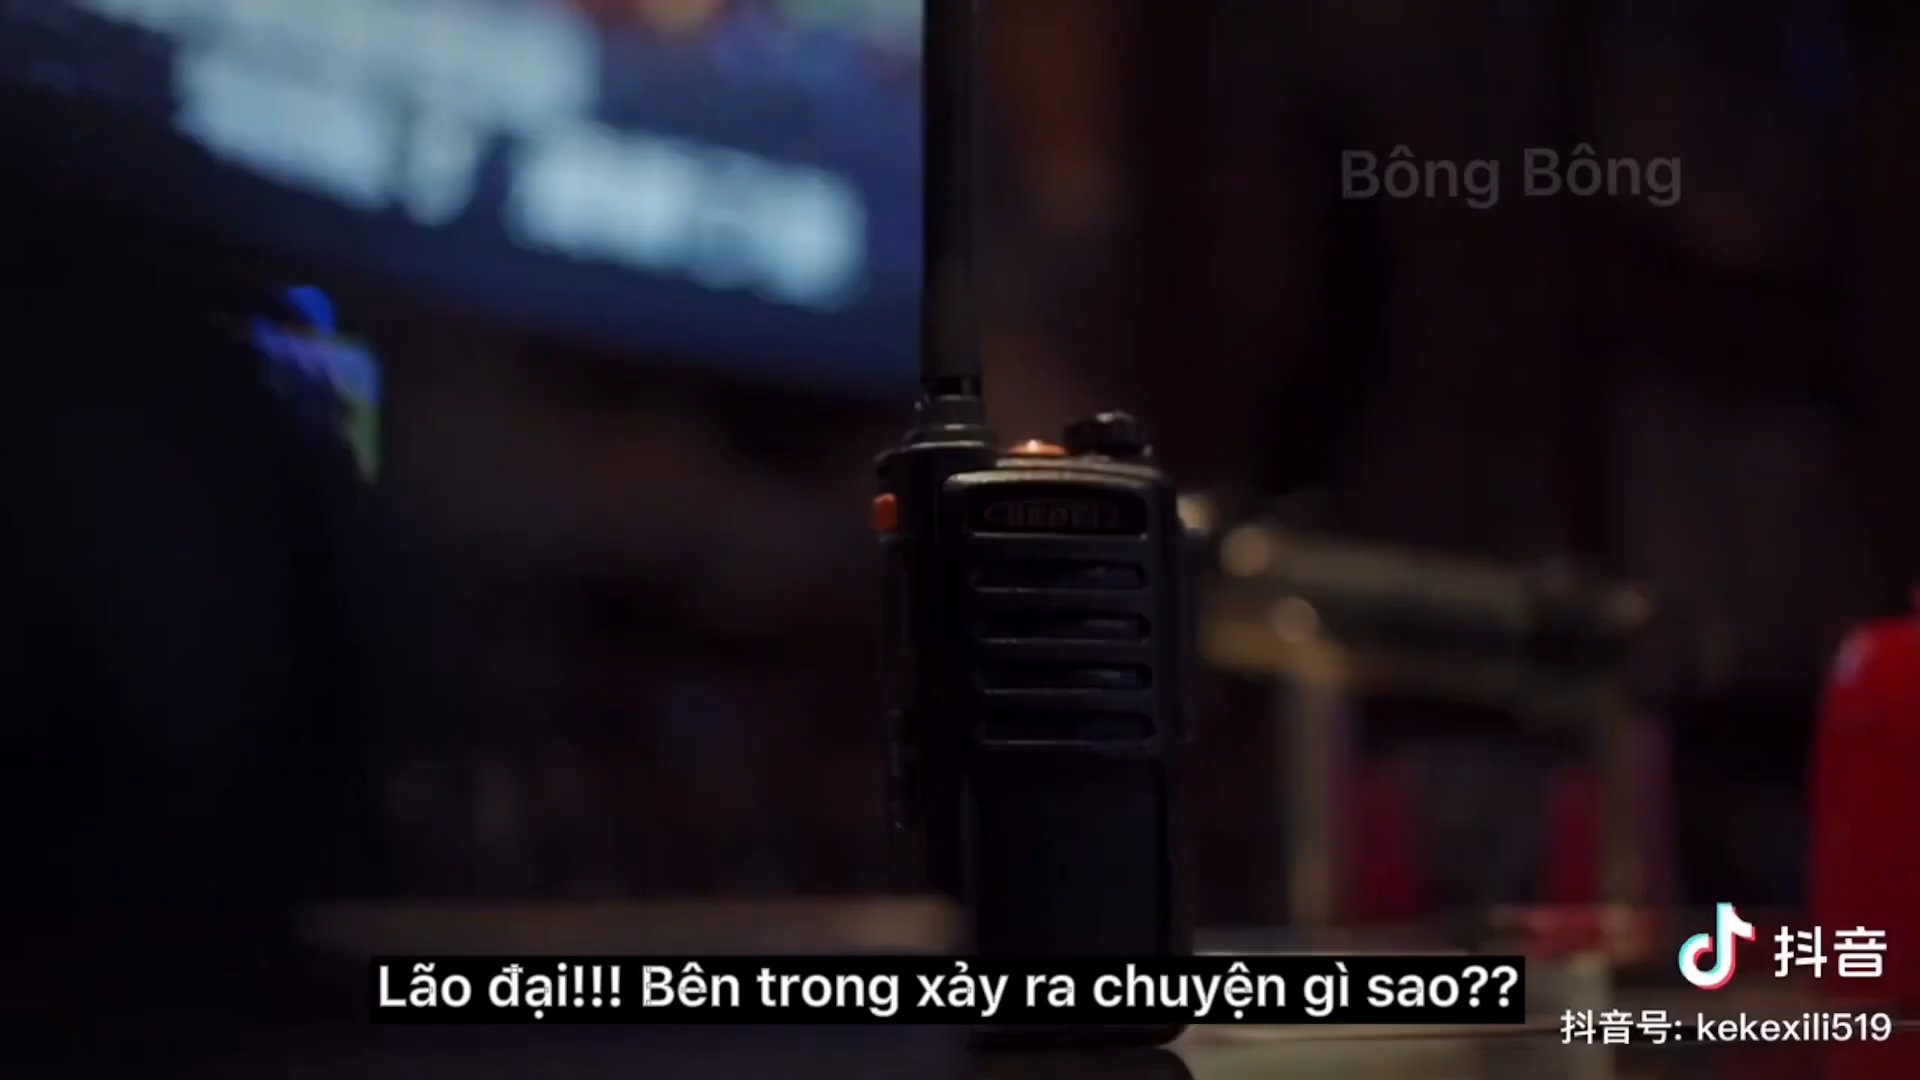 Bông Bông
Lão đại!!! Bên trong xảy ra chuyện gì sao??
抖音
抖音号: kekexili519